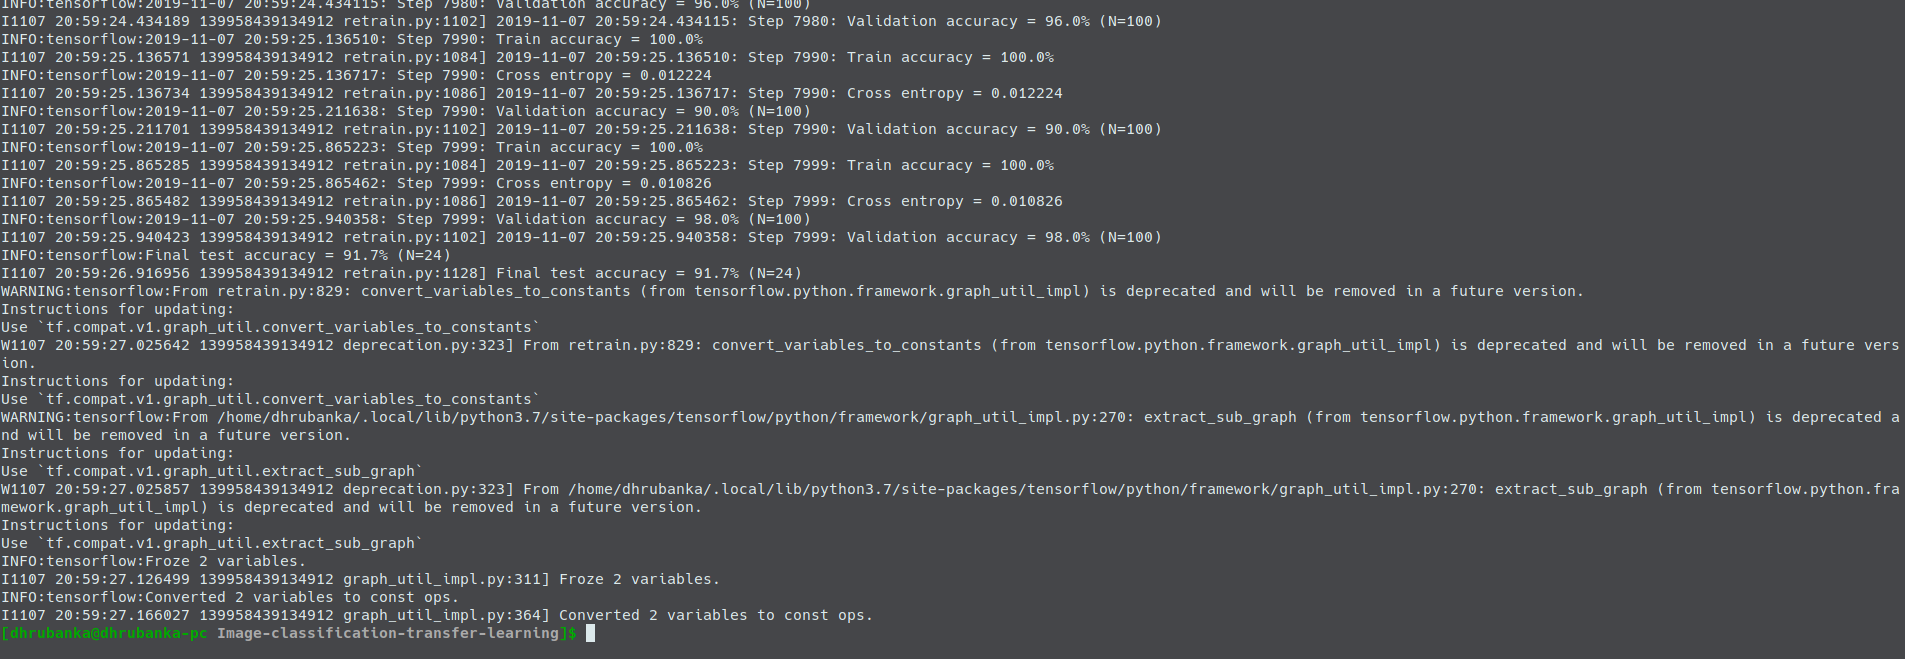 INFO:tensorflow:2019-11-07 20:59:24.434115: Step 7980: Validation accuracy = 96.0% (N=100)
I1107 20:59:24.434189 139958439134912 retrain.py:1102] 2019-11-07 20:59:24.434115: Step 7980: Validation accuracy = 96.0% (N=100)
INFO:tensorflow:2019-11-07 20:59:25.136510: Step 7990: Train accuracy = 100.0%
I1107 20:59:25.136571 139958439134912 retrain.py:1084] 2019-11-07 20:59:25.136510: Step 7990: Train accuracy = 100.0%
INFO:tensorflow:2019-11-07 20:59:25.136717: Step 7990: Cross entropy = 0.012224
I1107 20:59:25.136734 139958439134912 retrain.py:1086] 2019-11-07 20:59:25.136717: Step 7990: Cross entropy = 0.012224
INFO:tensorflow:2019-11-07 20:59:25.211638: Step 7990: Validation accuracy = 90.0% (N=100)
I1107 20:59:25.211701 139958439134912 retrain.py:1102] 2019-11-07 20:59:25.211638: Step 7990: Validation accuracy = 90.0% (N=100)
INFO:tensorflow:2019-11-07 20:59:25.865223: Step 7999: Train accuracy = 100.0%
I1107 20:59:25.865285 139958439134912 retrain.py:1084] 2019-11-07 20:59:25.865223: Step 7999: Train accuracy = 100.0%
INFO:tensorflow:2019-11-07 20:59:25.865462: Step 7999: Cross entropy = 0.010826
I1107 20:59:25.865482 139958439134912 retrain.py:1086] 2019-11-07 20:59:25.865462: Step 7999: Cross entropy = 0.010826
INFO:tensorflow:2019-11-07 20:59:25.940358: Step 7999: Validation accuracy = 98.0% (N=100)
I1107 20:59:25.940423 139958439134912 retrain.py:1102] 2019-11-07 20:59:25.940358: Step 7999: Validation accuracy = 98.0% (N=100)
INFO:tensorflow:Final test accuracy = 91.7% (N=24)
I1107 20:59:26.916956 139958439134912 retrain.py:1128] Final test accuracy = 91.7% (N=24)
WARNING:tensorflow:From retrain.py:829: convert_variables_to_constants (from tensorflow.python.framework.graph_util_impl) is deprecated and will be removed in a future version.
Instructions for updating:
Use `tf.compat.v1.graph_util.convert_variables_to_constants`
W1107 20:59:27.025642 139958439134912 deprecation.py:323] From retrain.py:829: convert_variables_to_constants (from tensorflow.python.framework.graph_util_impl) is deprecated and will be removed in a future vers
ion.
Instructions for updating:
Use `tf.compat.v1.graph_util.convert_variables_to_constants`
WARNING:tensorflow:From /home/dhrubanka/.local/lib/python3.7/site-packages/tensorflow/python/framework/graph_util_impl.py:270: extract_sub_graph (from tensorflow.python.framework.graph_util_impl) is deprecated a
nd will be removed in a future version.
Instructions for updating:
Use `tf.compat.v1.graph_util.extract_sub_graph`
W1107 20:59:27.025857 139958439134912 deprecation.py:323] From /home/dhrubanka/.local/lib/python3.7/site-packages/tensorflow/python/framework/graph_util_impl.py:270: extract_sub_graph (from tensorflow.python.fra
mework.graph_util_impl) is deprecated and will be removed in a future version.
Instructions for updating:
Use `tf.compat.v1.graph_util.extract_sub_graph`
INFO:tensorflow:Froze 2 variables.
I1107 20:59:27.126499 139958439134912 graph_util_impl.py:311] Froze 2 variables.
INFO:tensorflow:Converted 2 variables to const ops.
I1107 20:59:27.166027 139958439134912 graph_util_impl.py:364] Converted 2 variables to const ops.
[dhrubanka@dhrubanka-pc Image-classification-transfer-learning]$